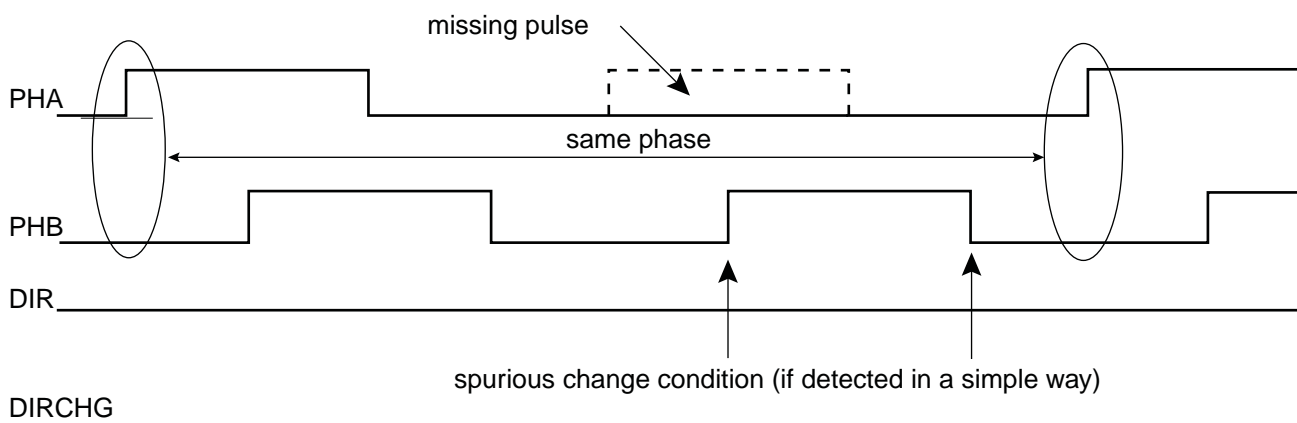 missing pulse
PHA
same phase
PHB
DIR
spurious change condition (if detected in a simple way)
DIRCHG